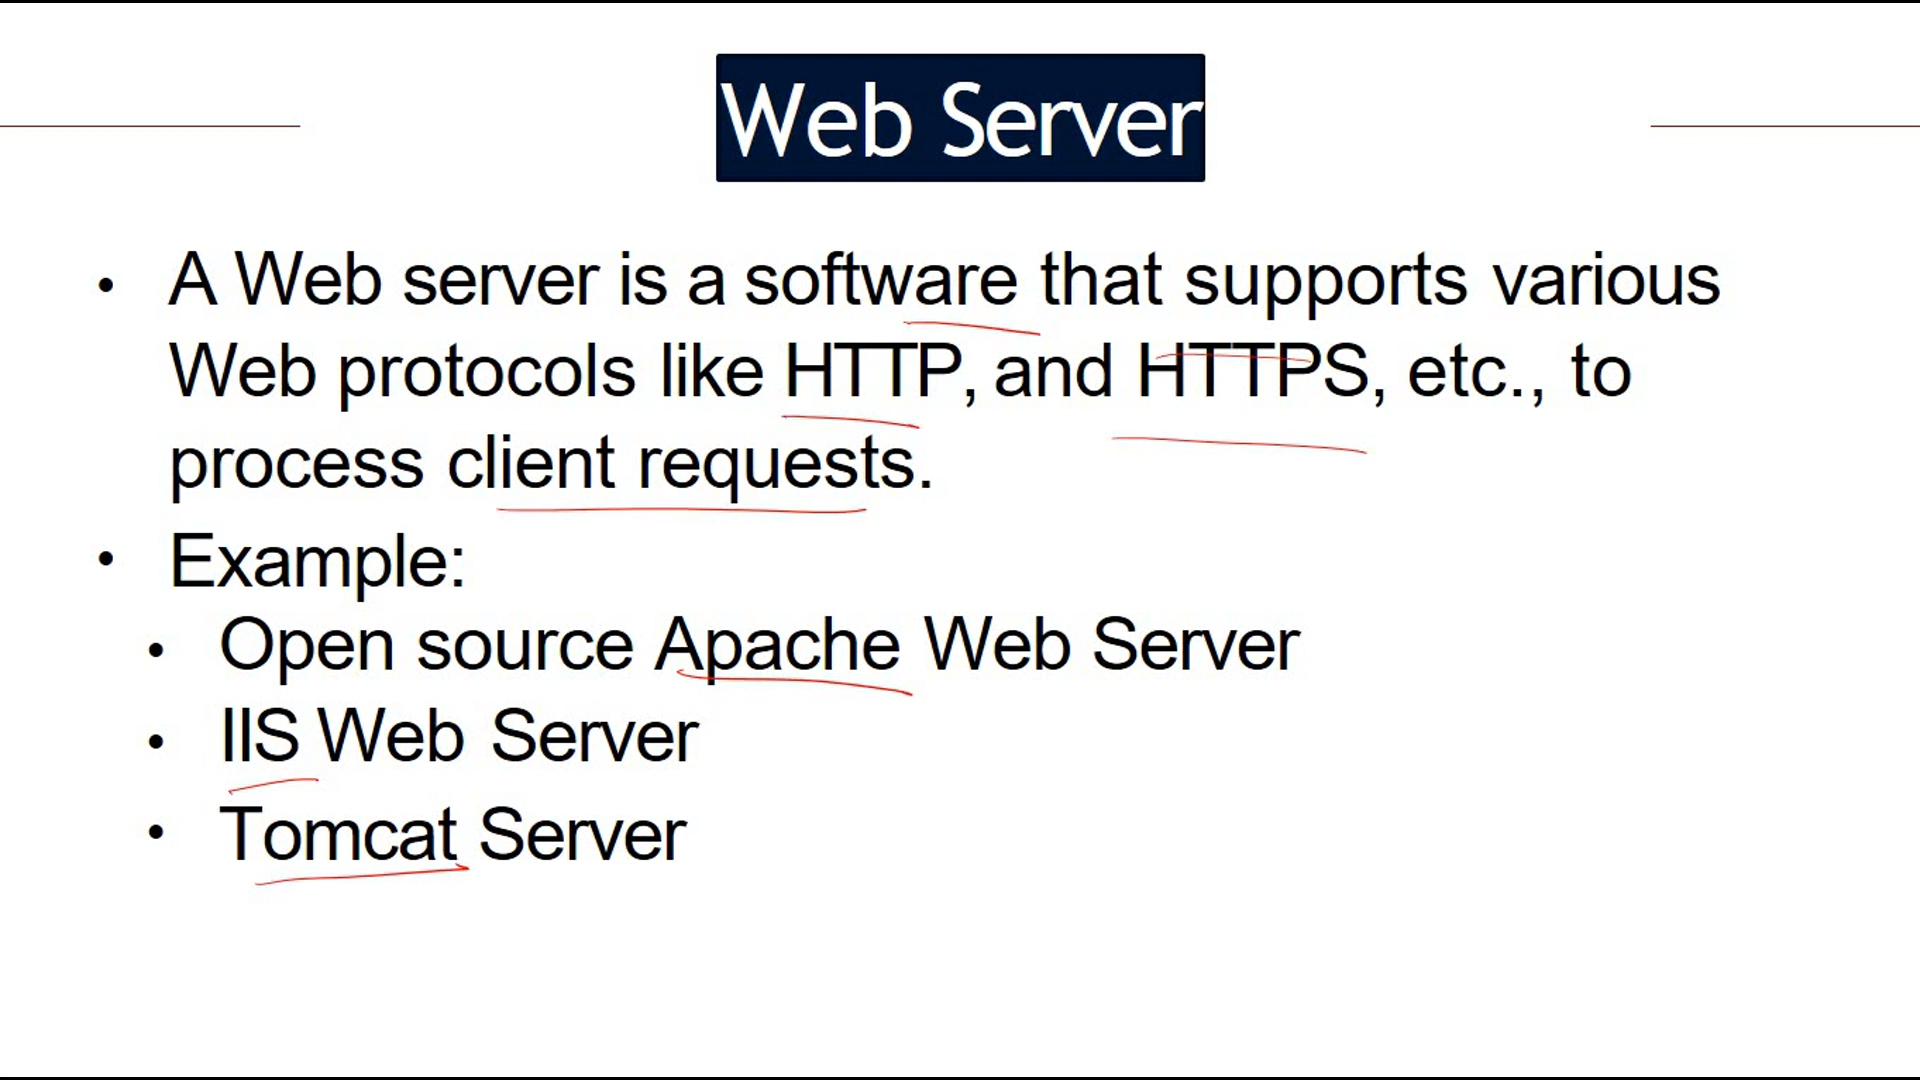 Web Server
• A Web server is a software that supports various
Web protocols like HTTP, and HTTPS, etc., to
process client requests.
• Example:
• Open source Apache Web Server
• IIS Web Server
• Tomcat Server